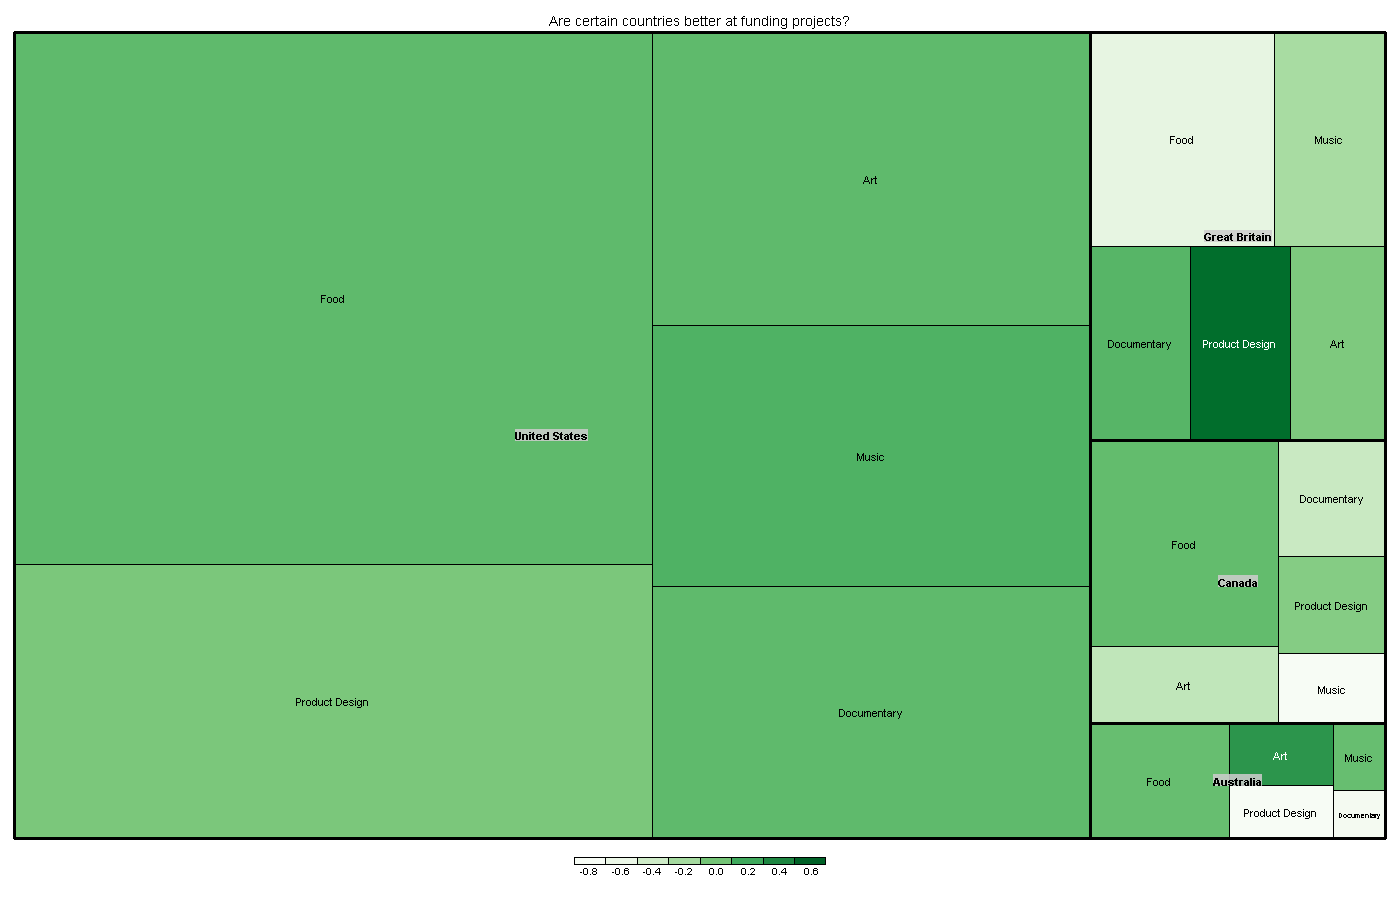 Are certain countries better at funding projects?
Food
Art
Music
Product Design
Documentary
United States
Food
Music
Great Britain
Documentary
Product Design
Art
Food
Documentary
Canada
Product Design
Art
Music
Food
Art
Music
Australia
Product Design
Documentary
-0.8 -0.6 -0.4 -0.2 0.0 0.2 0.4 0.6